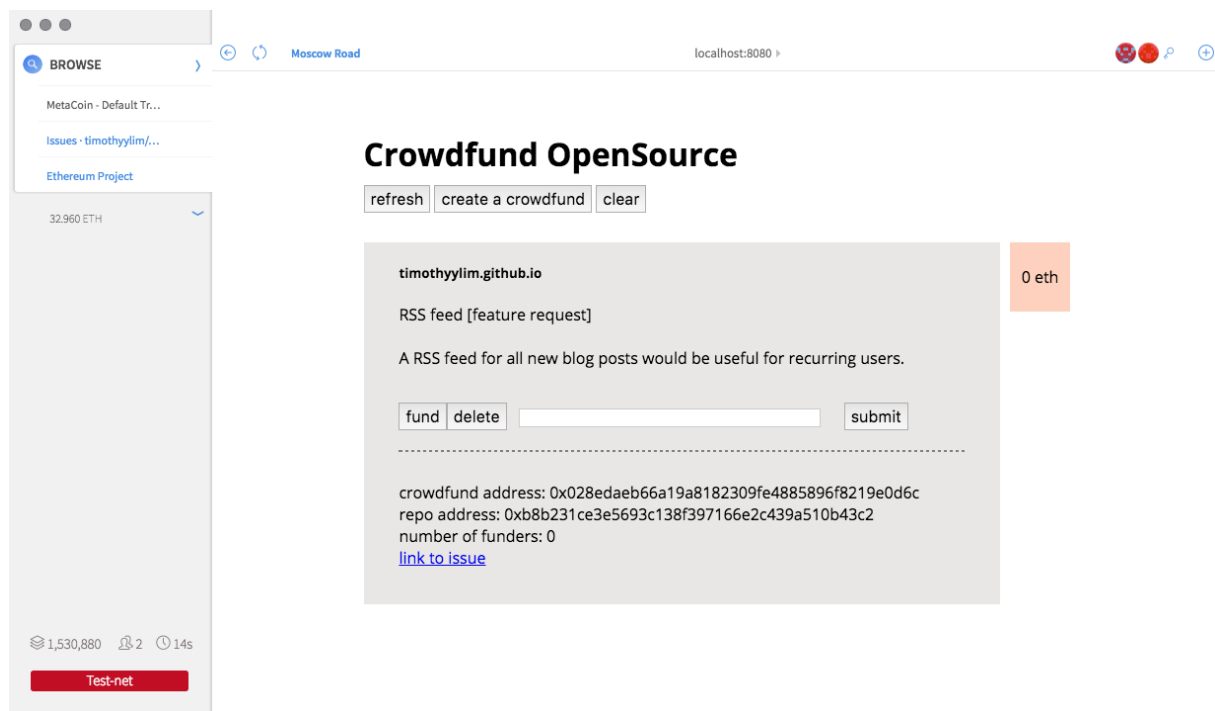 BROWSE
MetaCoin - Default Tr...
Issues · timothyylim/...
Ethereum Project
32.960 ETH
1,530,880 2 14s
Test-net
Moscow Road
localhost:8080
Crowdfund OpenSource
refresh create a crowdfund clear
timothyylim.github.io
0 eth
RSS feed [feature request]
A RSS feed for all new blog posts would be useful for recurring users.
fund delete submit
crowdfund address: 0x028edaeb66a19a8182309fe4885896f8219e0d6c
repo address: 0xb8b231ce3e5693c138f397166e2c439a510b43c2
number of funders: 0
link to issue